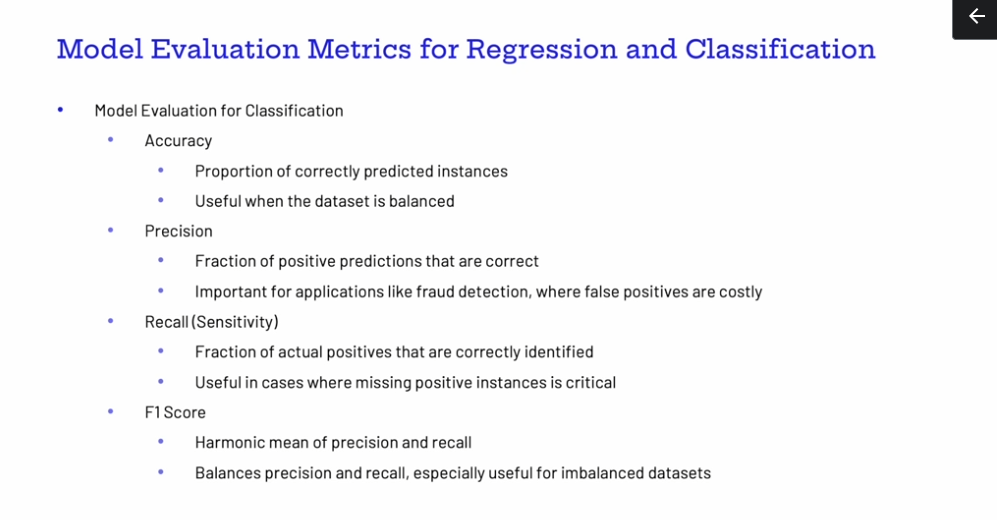 Model Evaluation Metrics for Regression and Classification
Model Evaluation for Classification
Accuracy
Proportion of correctly predicted instances
Useful when the dataset is balanced
Precision
Fraction of positive predictions that are correct
Important for applications like fraud detection, where false positives are costly
Recall (Sensitivity)
Fraction of actual positives that are correctly identified
Useful in cases where missing positive instances is critical
F1 Score
Harmonic mean of precision and recall
Balances precision and recall, especially useful for imbalanced datasets